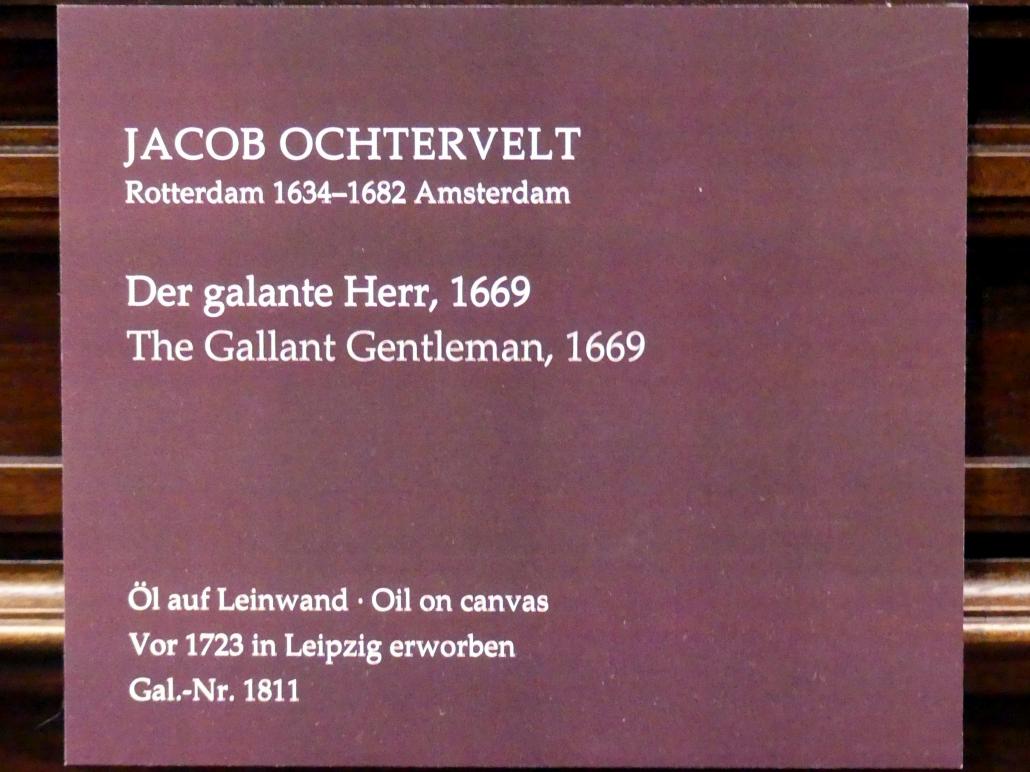 JACOB OCHTERVELT
Rotterdam 1634–1682 Amsterdam
Der galante Herr, 1669
The Gallant Gentleman, 1669
Öl auf Leinwand · Oil on canvas
Vor 1723 in Leipzig erworben
Gal.-Nr. 1811